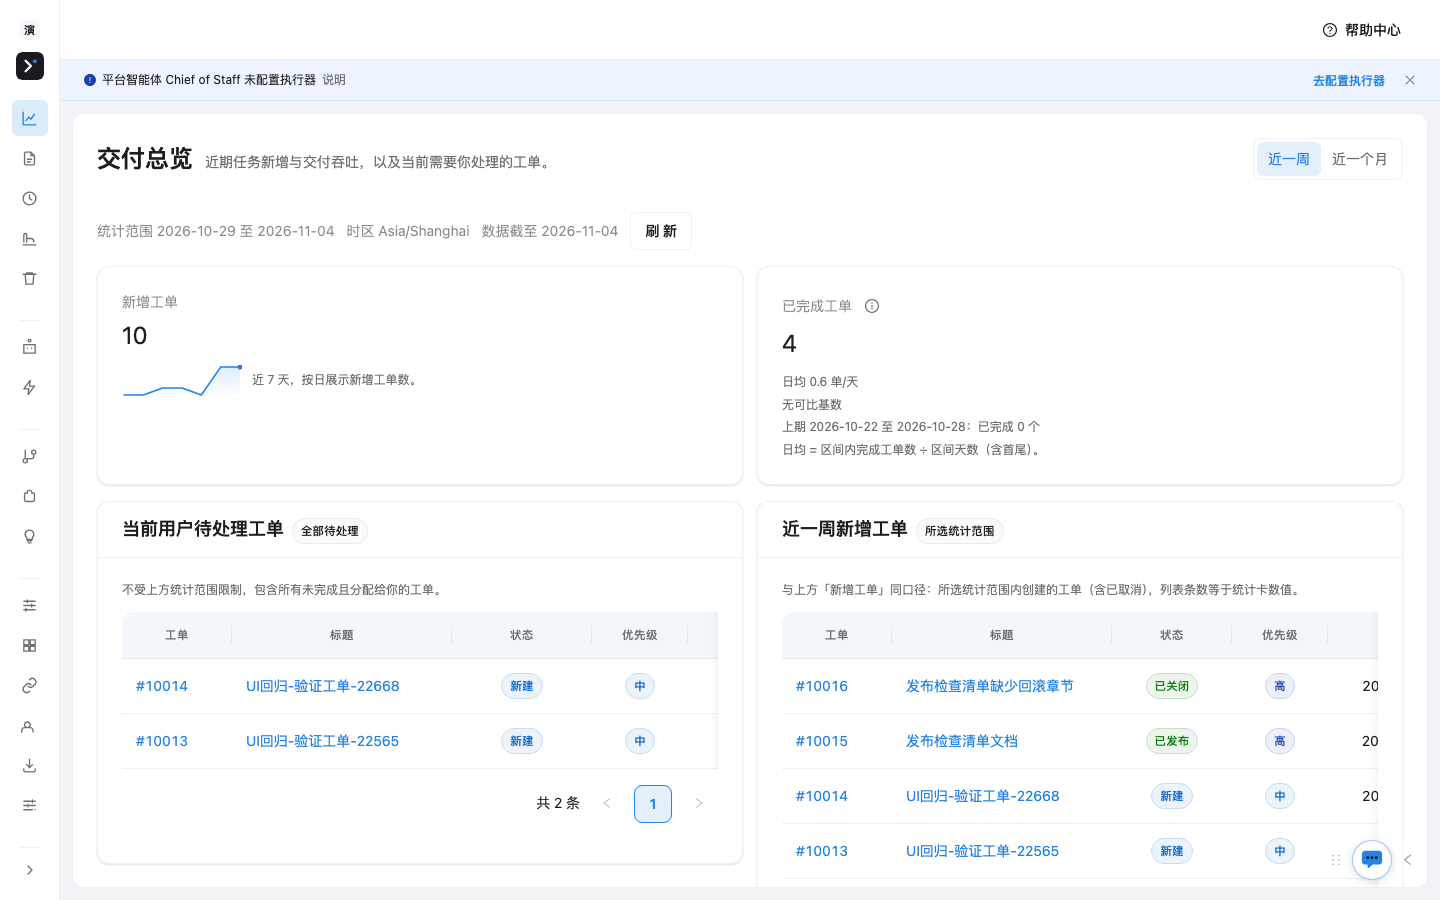 演
帮助中心
平台智能体 Chief of Staff 未配置执行器 说明
去配置执行器
交付总览
近期任务新增与交付吞吐，以及当前需要你处理的工单。
近一周
近一个月
统计范围 2026-10-29 至 2026-11-04 时区 Asia/Shanghai 数据截至 2026-11-04
刷 新
新增工单
10
近 7 天，按日展示新增工单数。
已完成工单
4
日均 0.6 单/天
无可比基数
上期 2026-10-22 至 2026-10-28：已完成 0 个
日均 = 区间内完成工单数 ÷ 区间天数（含首尾）。
当前用户待处理工单 全部待处理
不受上方统计范围限制，包含所有未完成且分配给你的工单。
工单 标题 状态 优先级
#10014 UI回归-验证工单-22668 新建 中
#10013 UI回归-验证工单-22565 新建 中
共 2 条
1
近一周新增工单 所选统计范围
与上方「新增工单」同口径：所选统计范围内创建的工单（含已取消），列表条数等于统计卡数值。
工单 标题 状态 优先级
#10016 发布检查清单缺少回滚章节 已关闭 高 20
#10015 发布检查清单文档 已发布 高 20
#10014 UI回归-验证工单-22668 新建 中 20
#10013 UI回归-验证工单-22565 新建 中